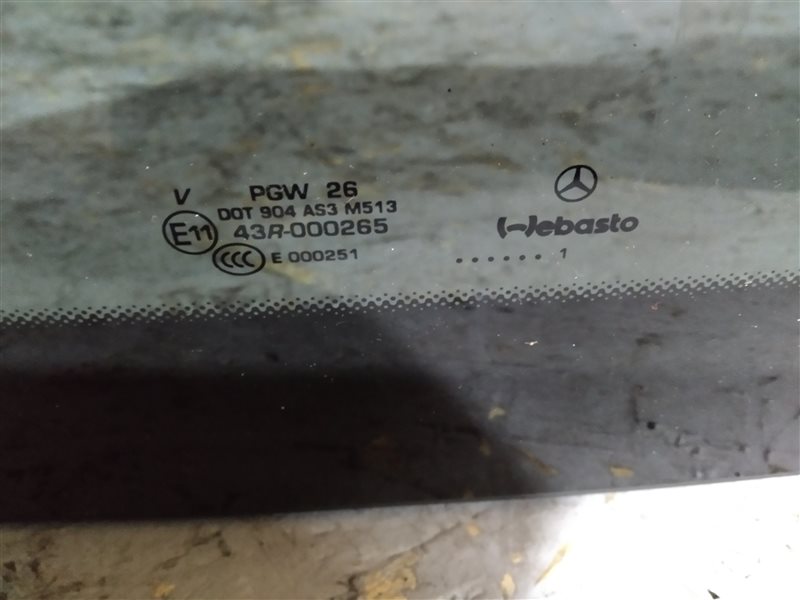 V PGW 26
DOT 904 AS3 M513
E11 43R-000265
CCC E 000251
Webasto
...... 1